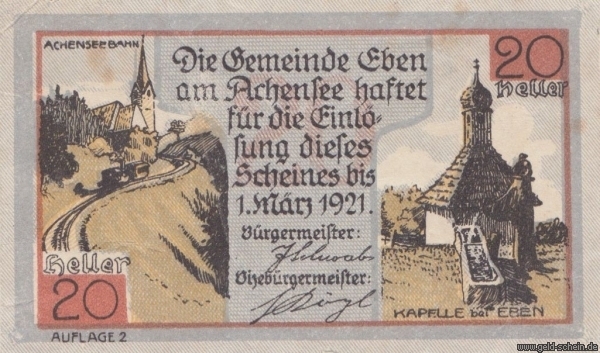 ACHENSEEBAHN
Die Gemeinde Eben
am Achensee haftet
für die Einlö-
sung dieses
Scheines bis
1. März 1921.
Bürgermeister:
Vizebürgermeister:
20
Heller
Heller
20
KAPELLE bei EBEN
AUFLAGE 2
www.geld-schein.de